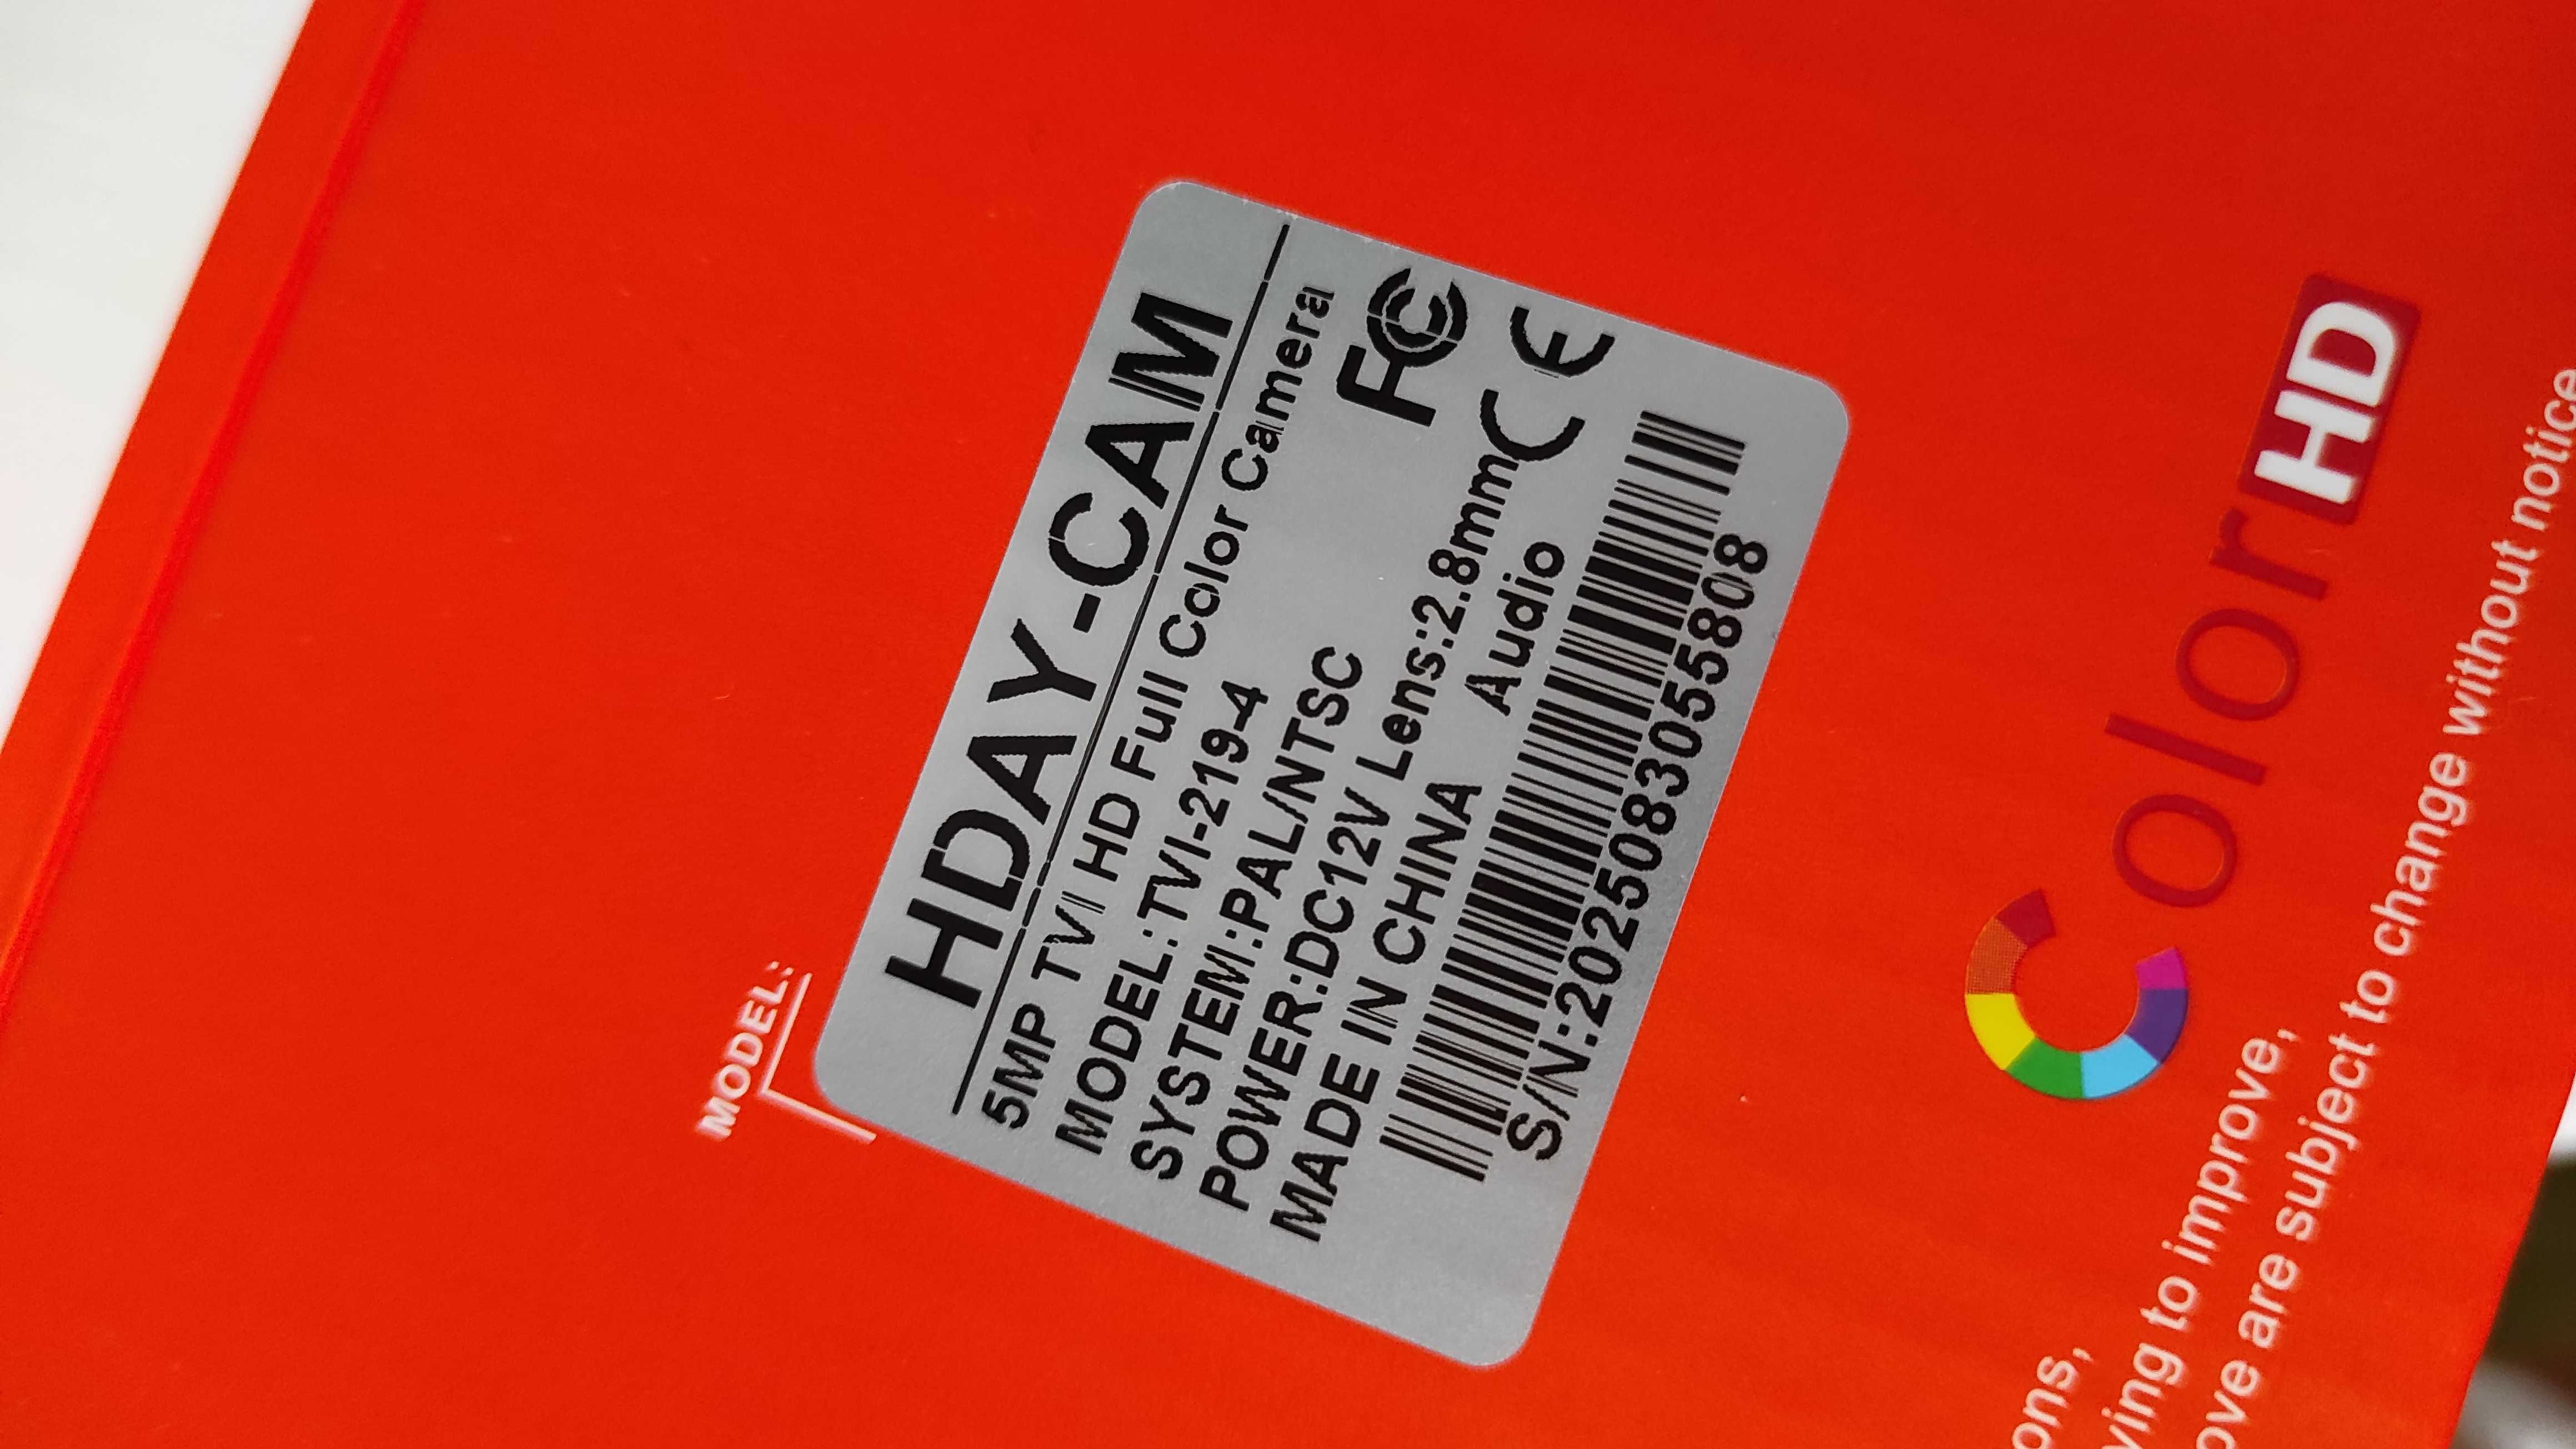 MODEL:
HDAY-CAM
5MP TVI HD Full Color Camera
MODEL:TVI-219-4
SYSTEM:PAL/NTSC
FC
POWER:DC12V Lens:2.8mm CE
MADE IN CHINA Audio
S/N:2025083055808
Color HD
ons,
ying to improve,
ove are subject to change without notice